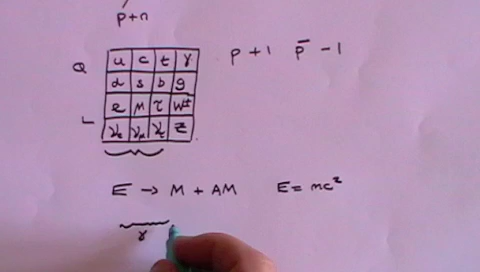 p+n
p +1 p̄ -1
Q u c t γ
d s b g
e μ τ W±
L νe νμ ντ Z
E → M + AM E = mc²
γ